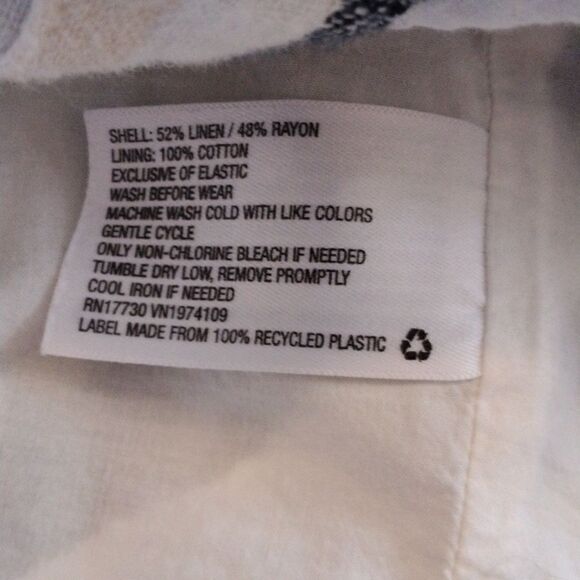 SHELL: 52% LINEN / 48% RAYON
LINING: 100% COTTON
EXCLUSIVE OF ELASTIC
WASH BEFORE WEAR
MACHINE WASH COLD WITH LIKE COLORS
GENTLE CYCLE
ONLY NON-CHLORINE BLEACH IF NEEDED
TUMBLE DRY LOW, REMOVE PROMPTLY
COOL IRON IF NEEDED
RN17730 VN1974109
LABEL MADE FROM 100% RECYCLED PLASTIC